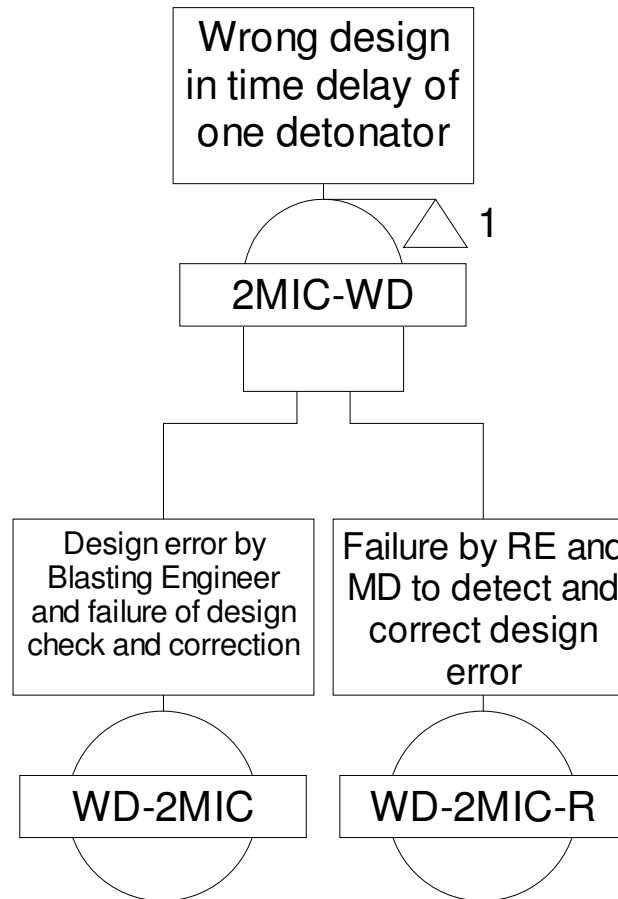 Wrong design
in time delay of
one detonator
1
2MIC-WD
Design error by
Blasting Engineer
and failure of design
check and correction
Failure by RE and
MD to detect and
correct design
error
WD-2MIC
WD-2MIC-R